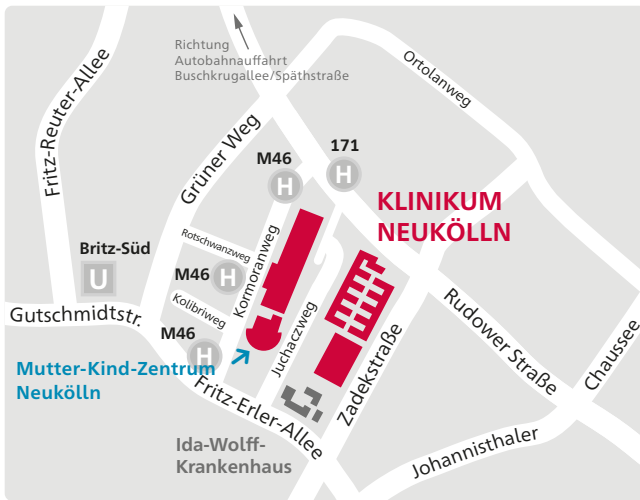 Richtung
Autobahnauffahrt
Buschkrugallee/Späthstraße
Fritz-Reuter-Allee
Ortolanweg
Grüner Weg
M46
H
171
H
KLINIKUM
NEUKÖLLN
Rotschwanzweg
Kormoranweg
Britz-Süd
U
M46
H
Kolibriweg
Gutschmidtstr.
M46
H
Juchaczweg
Zadekstraße
Rudower Straße
Chaussee
Mutter-Kind-Zentrum
Neukölln
Fritz-Erler-Allee
Ida-Wolff-
Krankenhaus
Johannisthaler